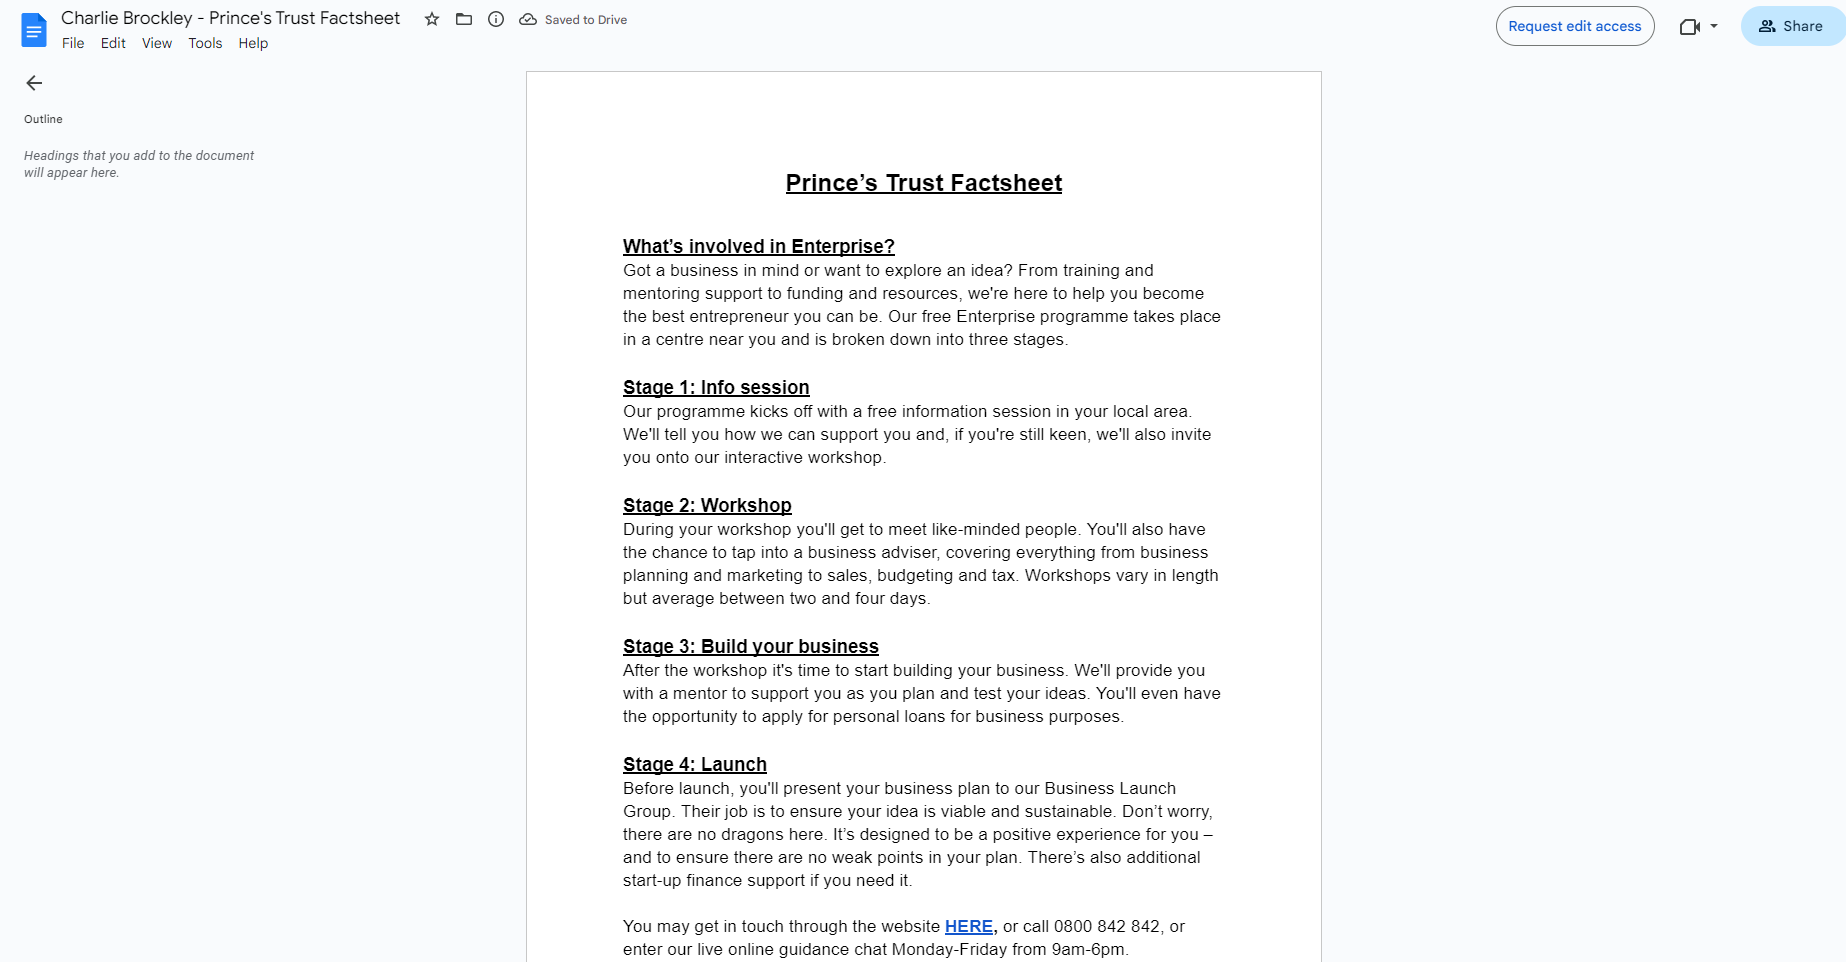 Charlie Brockley - Prince's Trust Factsheet
Saved to Drive
File Edit View Tools Help
Request edit access
Share
Outline
Headings that you add to the document
will appear here.
Prince’s Trust Factsheet
What’s involved in Enterprise?
Got a business in mind or want to explore an idea? From training and
mentoring support to funding and resources, we're here to help you become
the best entrepreneur you can be. Our free Enterprise programme takes place
in a centre near you and is broken down into three stages.
Stage 1: Info session
Our programme kicks off with a free information session in your local area.
We'll tell you how we can support you and, if you're still keen, we'll also invite
you onto our interactive workshop.
Stage 2: Workshop
During your workshop you'll get to meet like-minded people. You'll also have
the chance to tap into a business adviser, covering everything from business
planning and marketing to sales, budgeting and tax. Workshops vary in length
but average between two and four days.
Stage 3: Build your business
After the workshop it's time to start building your business. We'll provide you
with a mentor to support you as you plan and test your ideas. You'll even have
the opportunity to apply for personal loans for business purposes.
Stage 4: Launch
Before launch, you'll present your business plan to our Business Launch
Group. Their job is to ensure your idea is viable and sustainable. Don’t worry,
there are no dragons here. It’s designed to be a positive experience for you –
and to ensure there are no weak points in your plan. There’s also additional
start-up finance support if you need it.
You may get in touch through the website HERE, or call 0800 842 842, or
enter our live online guidance chat Monday-Friday from 9am-6pm.